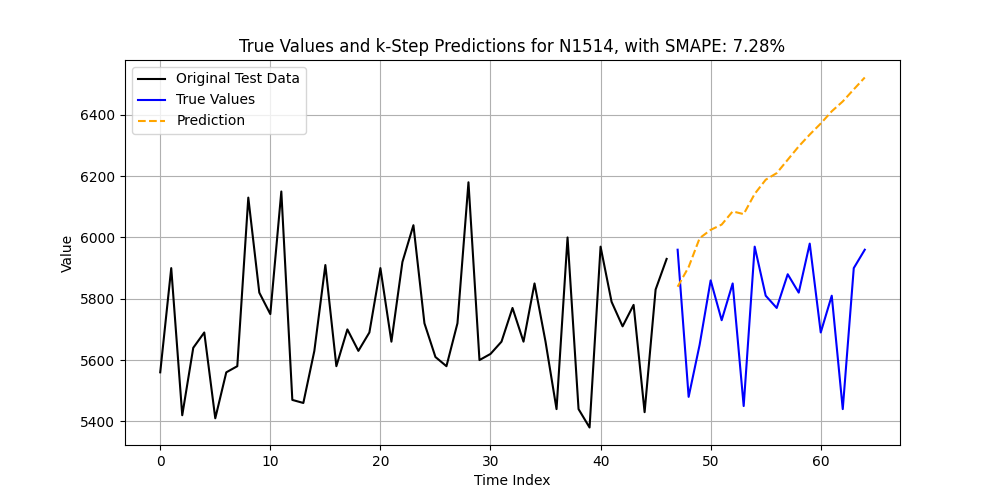 True Values and k-Step Predictions for N1514, with SMAPE: 7.28%
Original Test Data
True Values
Prediction
6400
6200
6000
5800
5600
5400
Value
0 10 20 30 40 50 60
Time Index